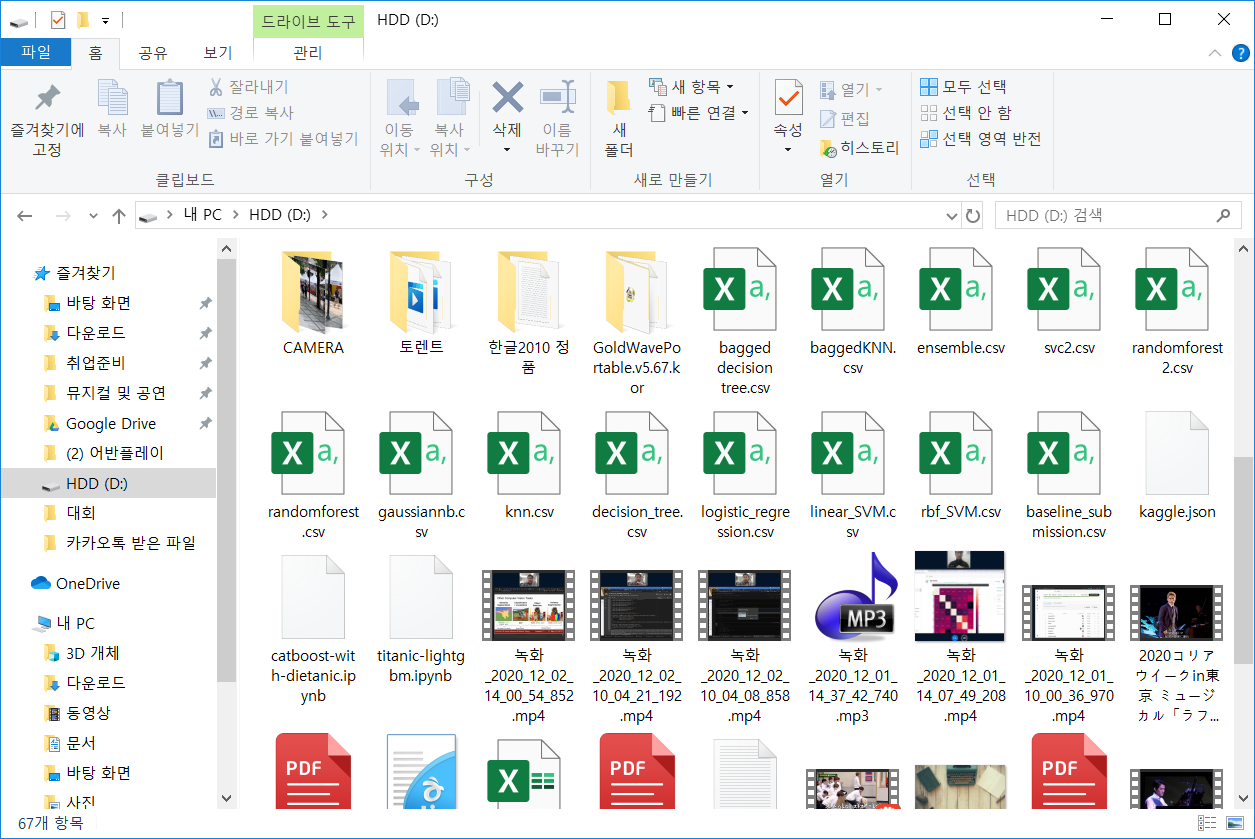 드라이브 도구 HDD (D:)
파일 홈 공유 보기 관리
즐겨찾기에
고정
복사
붙여넣기
잘라내기
경로 복사
바로 가기 붙여넣기
클립보드
이동
위치
복사
위치
삭제
이름
바꾸기
구성
새
폴더
새 항목
빠른 연결
새로 만들기
속성
열기
편집
히스토리
열기
모두 선택
선택 안 함
선택 영역 반전
선택
내 PC HDD (D:)
HDD (D:) 검색
즐겨찾기
바탕 화면
다운로드
취업준비
뮤지컬 및 공연
Google Drive
(2) 어반플레이
HDD (D:)
대회
카카오톡 받은 파일
OneDrive
내 PC
3D 개체
다운로드
동영상
문서
바탕 화면
사진
CAMERA
토렌트
한글2010 정
품
GoldWavePo
rtable.v5.67.k
or
bagged
decision
tree.csv
baggedKNN.
csv
ensemble.csv
svc2.csv
randomforest
2.csv
randomforest
.csv
gaussiannb.c
sv
knn.csv
decision_tree.
csv
logistic_regre
ssion.csv
linear_SVM.c
sv
rbf_SVM.csv
baseline_sub
mission.csv
kaggle.json
catboost-wit
h-dietanic.ip
ynb
titanic-lightg
bm.ipynb
녹화
_2020_12_02_
14_00_54_852
.mp4
녹화
_2020_12_02_
10_04_21_192
.mp4
녹화
_2020_12_02_
10_04_08_858
.mp4
MP3
녹화
_2020_12_01_
14_37_42_740
.mp3
녹화
_2020_12_01_
14_07_49_208
.mp4
녹화
_2020_12_01_
10_00_36_970
.mp4
2020コリア
ウイークin東
京 ミュージ
カル「ラフ...
PDF
PDF
PDF
67개 항목